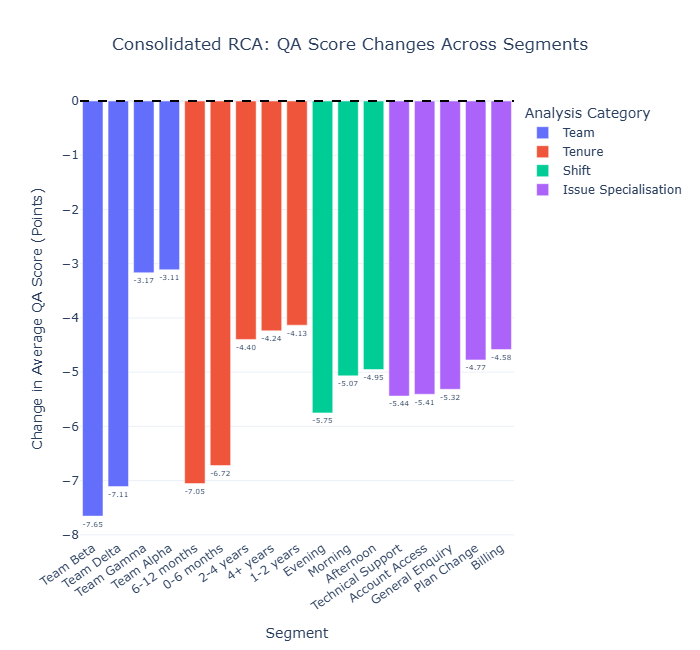 Consolidated RCA: QA Score Changes Across Segments
Analysis Category
Team
Tenure
Shift
Issue Specialisation
Change in Average QA Score (Points)
0
−1
−2
−3
−4
−5
−6
−7
−8
-7.65
-7.11
-3.17
-3.11
-7.05
-6.72
-4.40
-4.24
-4.13
-5.75
-5.07
-4.95
-5.44
-5.41
-5.32
-4.77
-4.58
Team Beta
Team Delta
Team Gamma
Team Alpha
6-12 months
0-6 months
2-4 years
4+ years
1-2 years
Evening
Morning
Afternoon
Technical Support
Account Access
General Enquiry
Plan Change
Billing
Segment